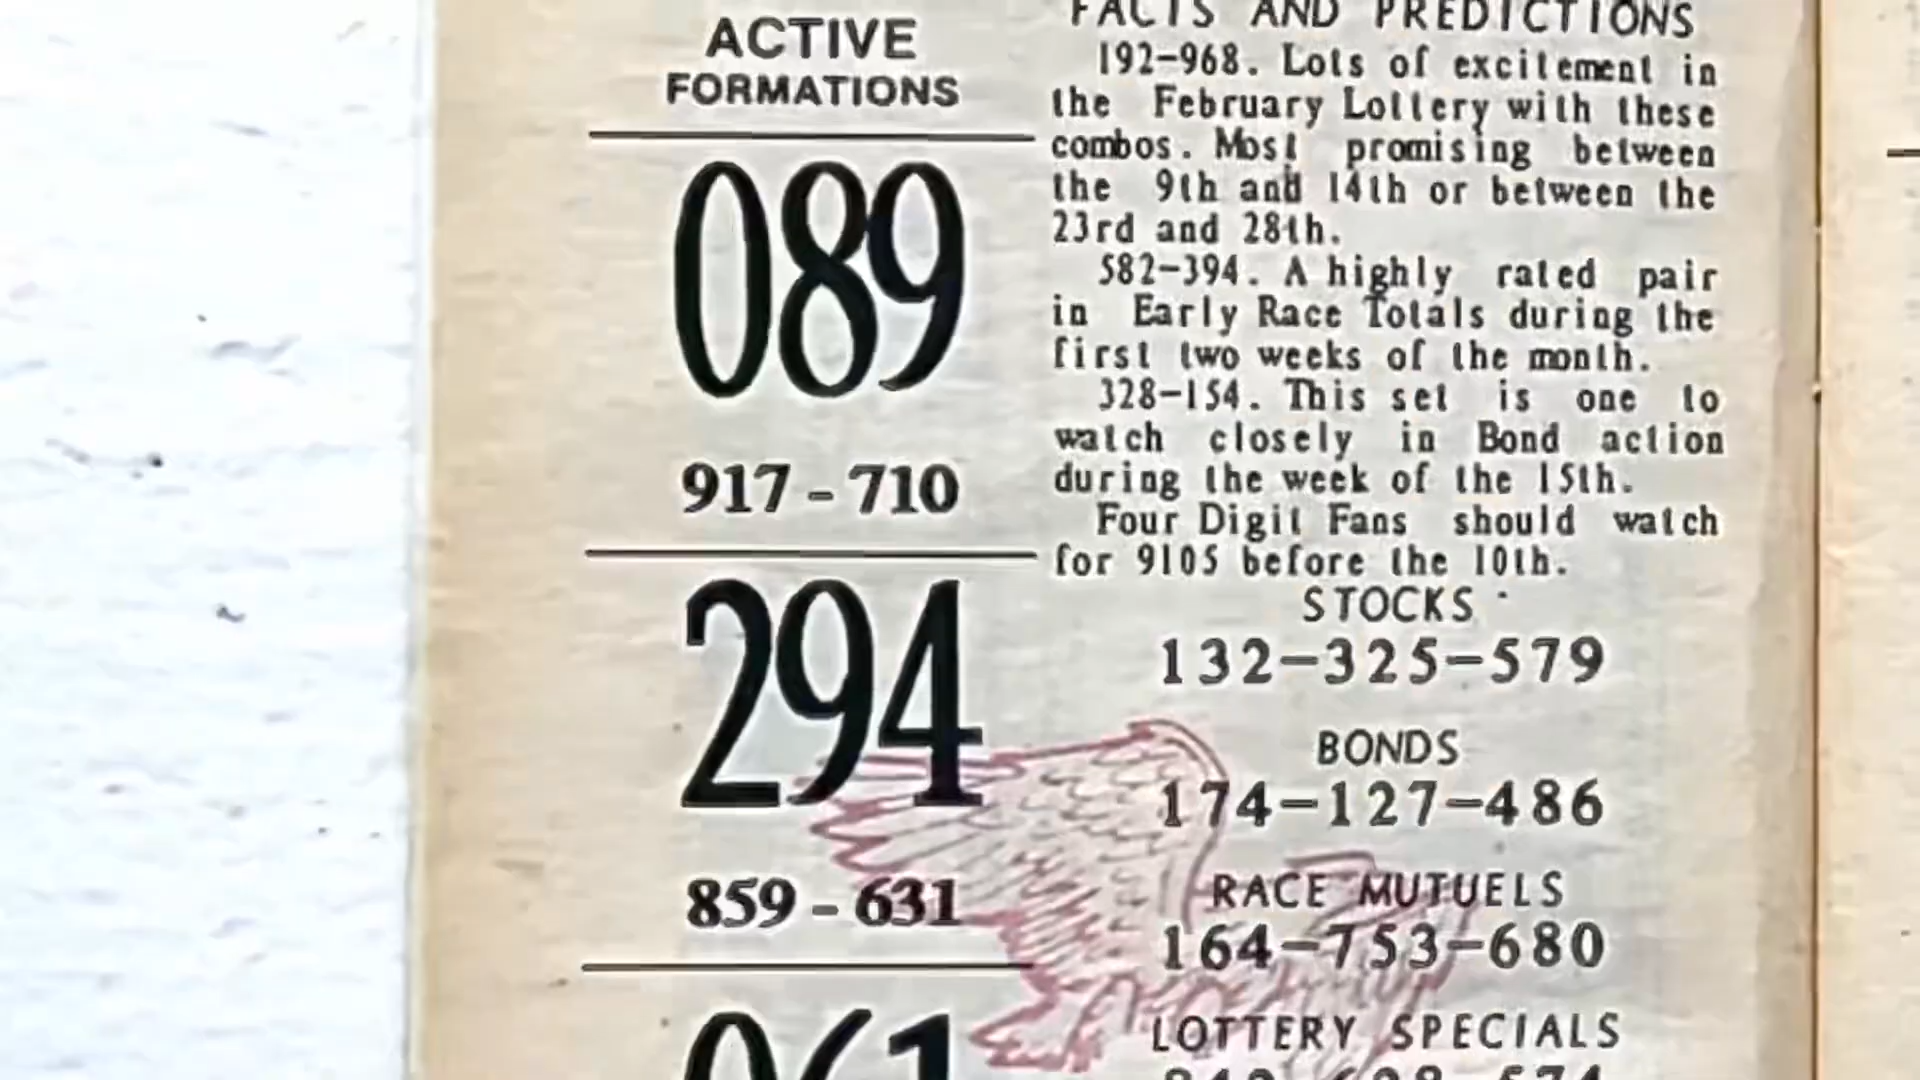 ACTIVE
FORMATIONS
089
917 - 710
294
859 - 631
061
FACTS AND PREDICTIONS
192-968. Lots of excitement in
the February Lottery with these
combos. Most promising between
the 9th and 14th or between the
23rd and 28th.
582-394. A highly rated pair
in Early Race Totals during the
first two weeks of the month.
328-154. This set is one to
watch closely in Bond action
during the week of the 15th.
Four Digit Fans should watch
for 9105 before the 10th.
STOCKS
132-325-579
BONDS
174-127-486
RACE MUTUELS
164-753-680
LOTTERY SPECIALS